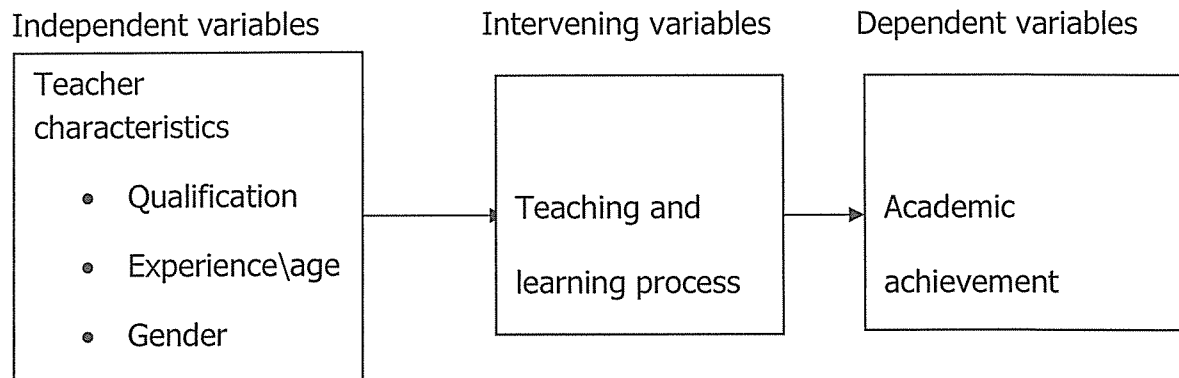 Independent variables
Intervening variables
Dependent variables
Teacher
characteristics
• Qualification
• Experience\age
• Gender
Teaching and
learning process
Academic
achievement